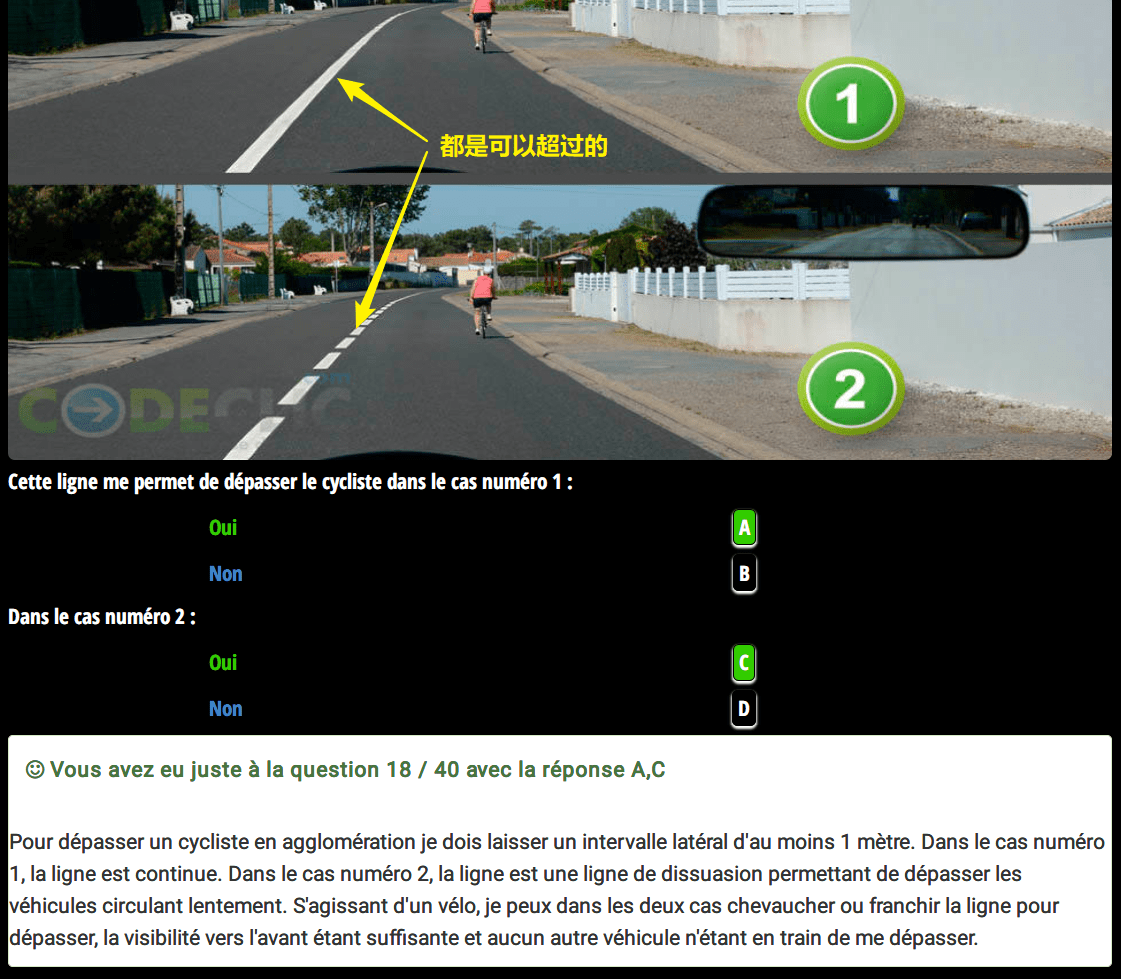 1
都是可以超过的
2
CODECLIC
Cette ligne me permet de dépasser le cycliste dans le cas numéro 1 :
Oui A
Non B
Dans le cas numéro 2 :
Oui C
Non D
Vous avez eu juste à la question 18 / 40 avec la réponse A,C
Pour dépasser un cycliste en agglomération je dois laisser un intervalle latéral d'au moins 1 mètre. Dans le cas numéro
1, la ligne est continue. Dans le cas numéro 2, la ligne est une ligne de dissuasion permettant de dépasser les
véhicules circulant lentement. S'agissant d'un vélo, je peux dans les deux cas chevaucher ou franchir la ligne pour
dépasser, la visibilité vers l'avant étant suffisante et aucun autre véhicule n'étant en train de me dépasser.